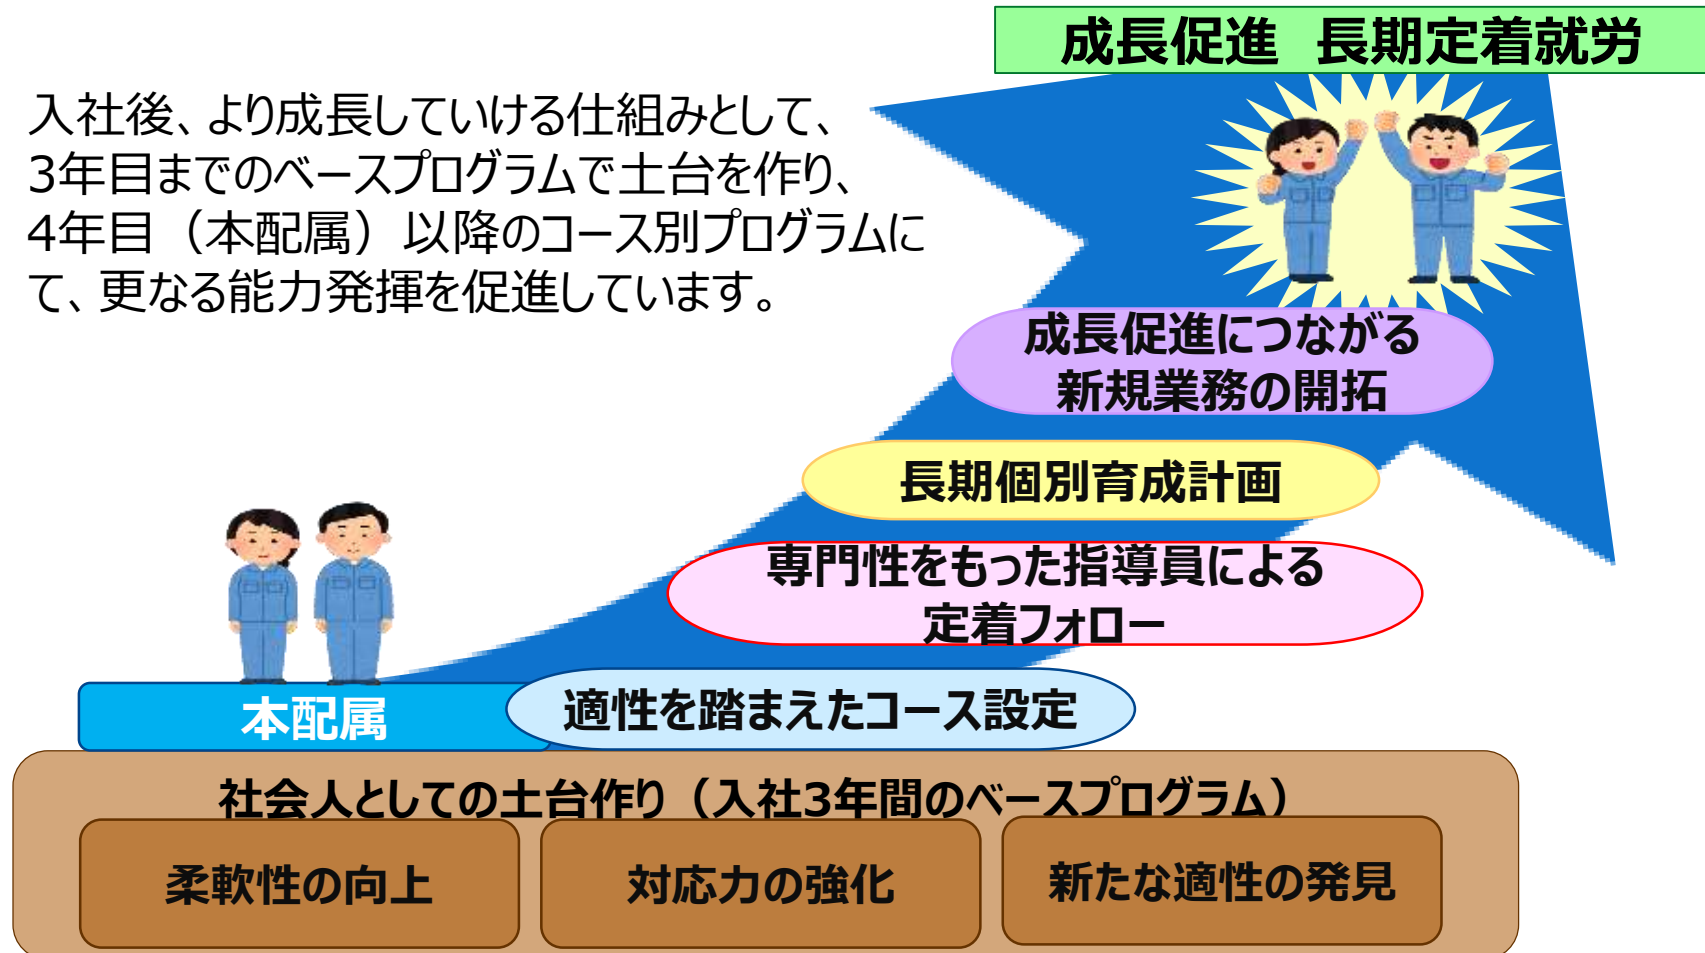 成長促進　長期定着就労
入社後、より成長していける仕組みとして、
3年目までのベースプログラムで土台を作り、
4年目（本配属）以降のコース別プログラムに
て、更なる能力発揮を促進しています。
成長促進につながる
新規業務の開拓
長期個別育成計画
専門性をもった指導員による
定着フォロー
適性を踏まえたコース設定
本配属
社会人としての土台作り（入社3年間のベースプログラム）
柔軟性の向上
対応力の強化
新たな適性の発見